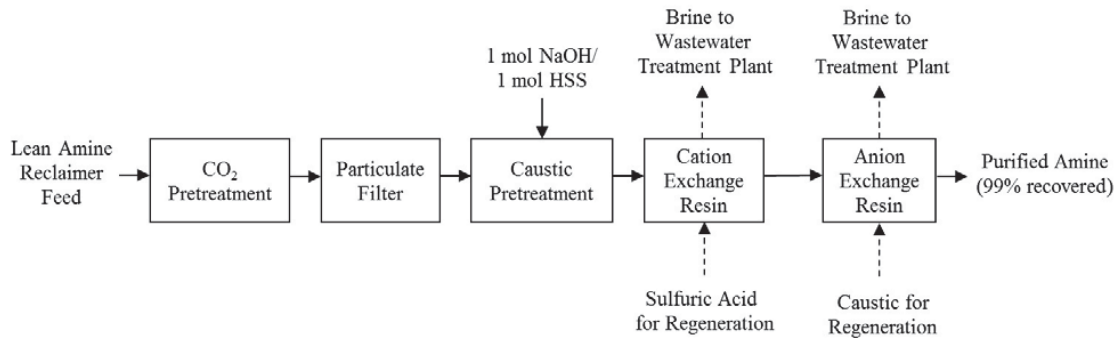 Lean Amine
Reclaimer
Feed
CO2
Pretreatment
Particulate
Filter
1 mol NaOH/
1 mol HSS
Caustic
Pretreatment
Brine to
Wastewater
Treatment Plant
Cation
Exchange
Resin
Sulfuric Acid
for Regeneration
Brine to
Wastewater
Treatment Plant
Anion
Exchange
Resin
Caustic for
Regeneration
Purified Amine
(99% recovered)